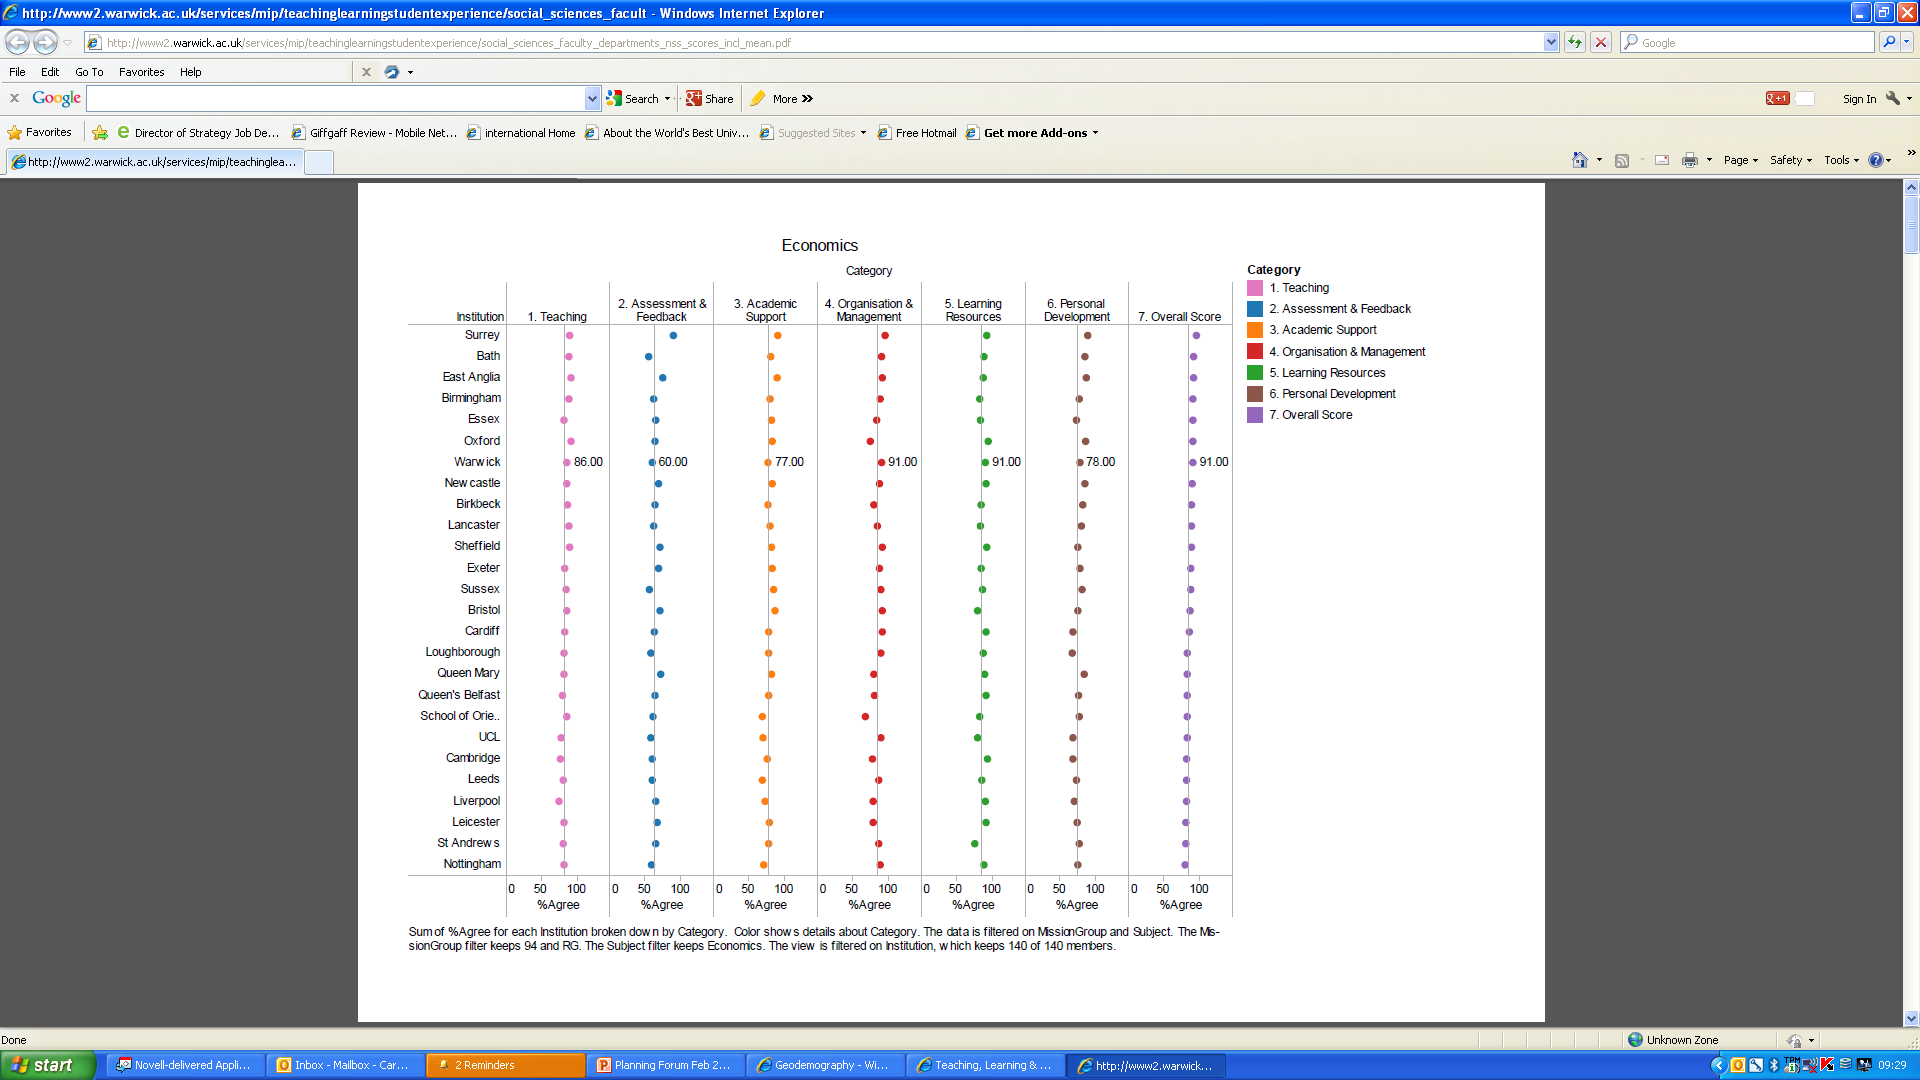 http://www2.warwick.ac.uk/services/mip/teachinglearningstudentexperience/social_sciences_facult - Windows Internet Explorer
http://www2.warwick.ac.uk/services/mip/teachinglearningstudentexperience/social_sciences_faculty_departments_nss_scores_incl_mean.pdf
Google
File Edit Go To Favorites Help
Google Search Share More Sign In
Favorites Director of Strategy Job De... Giffgaff Review - Mobile Net... international Home About the World's Best Univ... Suggested Sites Free Hotmail Get more Add-ons
http://www2.warwick.ac.uk/services/mip/teachinglea... Page Safety Tools
Economics
Category
Institution 1. Teaching 2. Assessment & Feedback 3. Academic Support 4. Organisation & Management 5. Learning Resources 6. Personal Development 7. Overall Score
Surrey
Bath
East Anglia
Birmingham
Essex
Oxford
Warwick 86.00 60.00 77.00 91.00 91.00 78.00 91.00
Newcastle
Birkbeck
Lancaster
Sheffield
Exeter
Sussex
Bristol
Cardiff
Loughborough
Queen Mary
Queen's Belfast
School of Orie..
UCL
Cambridge
Leeds
Liverpool
Leicester
St Andrews
Nottingham
0 50 100 0 50 100 0 50 100 0 50 100 0 50 100 0 50 100 0 50 100
%Agree %Agree %Agree %Agree %Agree %Agree %Agree
Category
1. Teaching
2. Assessment & Feedback
3. Academic Support
4. Organisation & Management
5. Learning Resources
6. Personal Development
7. Overall Score
Sum of %Agree for each Institution broken down by Category. Color shows details about Category. The data is filtered on MissionGroup and Subject. The Mis-
sionGroup filter keeps 94 and RG. The Subject filter keeps Economics. The view is filtered on Institution, which keeps 140 of 140 members.
Done Unknown Zone
start Novell-delivered Appli... Inbox - Mailbox - Car... 2 Reminders Planning Forum Feb 2... Geodemography - Wi... Teaching, Learning & ... http://www2.warwick... 09:29